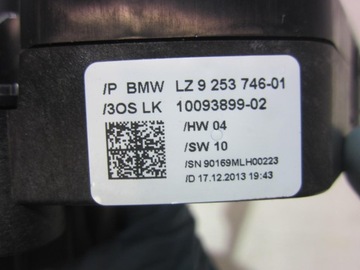 /P BMW LZ 9 253 746-01
/3OS LK 10093899-02
/HW 04
/SW 10
/SN 90169MLH00223
/D 17.12.2013 19:43